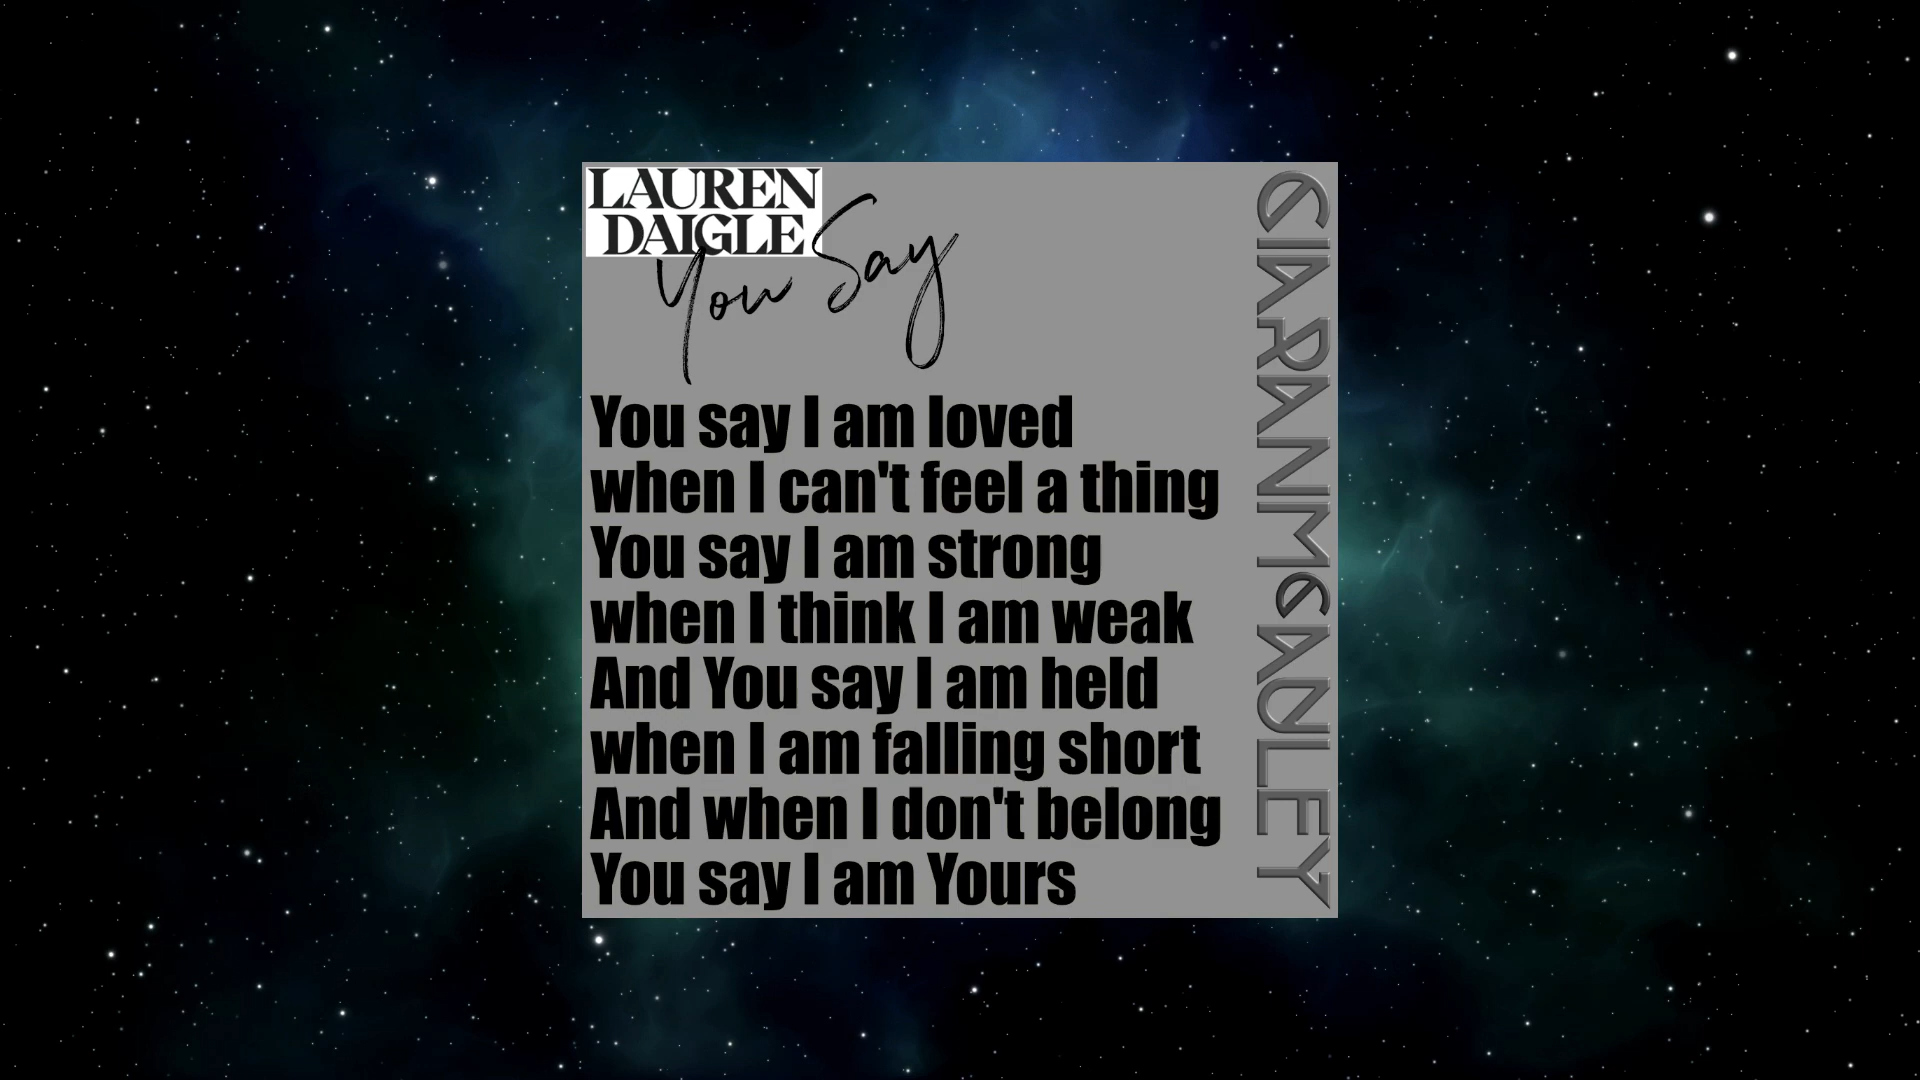 LAUREN
DAIGLE
You Say
You say I am loved
when I can't feel a thing
You say I am strong
when I think I am weak
And You say I am held
when I am falling short
And when I don't belong
You say I am Yours
CIARANMCAULEY